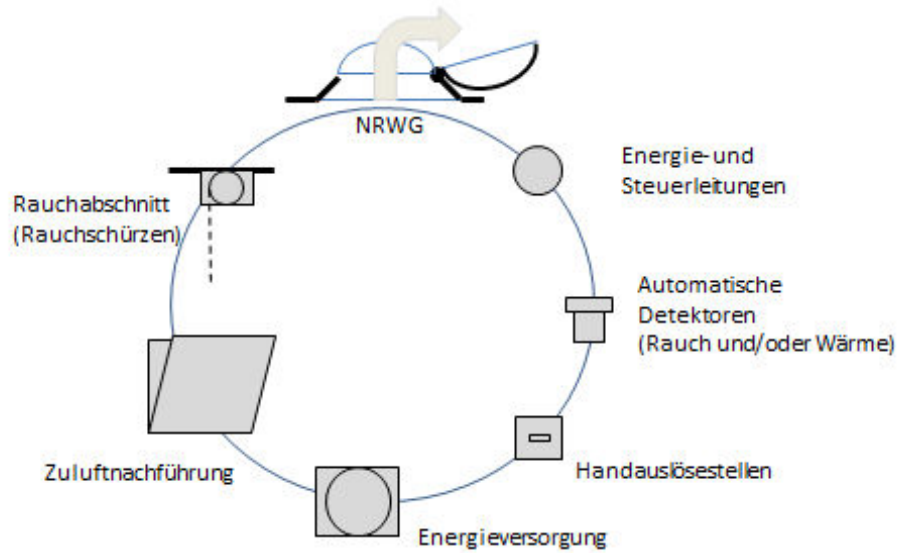 NRWG
Energie-und
Steuerleitungen
Rauchabschnitt
(Rauchschürzen)
Automatische
Detektoren
(Rauch und/oder Wärme)
Zuluftnachführung
Handauslösestellen
Energieversorgung